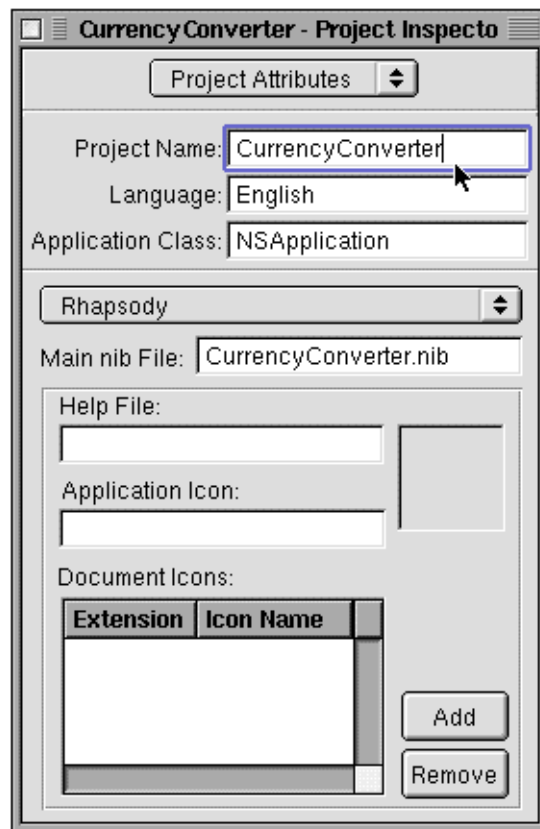 CurrencyConverter - Project Inspecto
Project Attributes
Project Name: CurrencyConverter
Language: English
Application Class: NSApplication
Rhapsody
Main nib File: CurrencyConverter.nib
Help File:
Application Icon:
Document Icons:
Extension Icon Name
Add
Remove